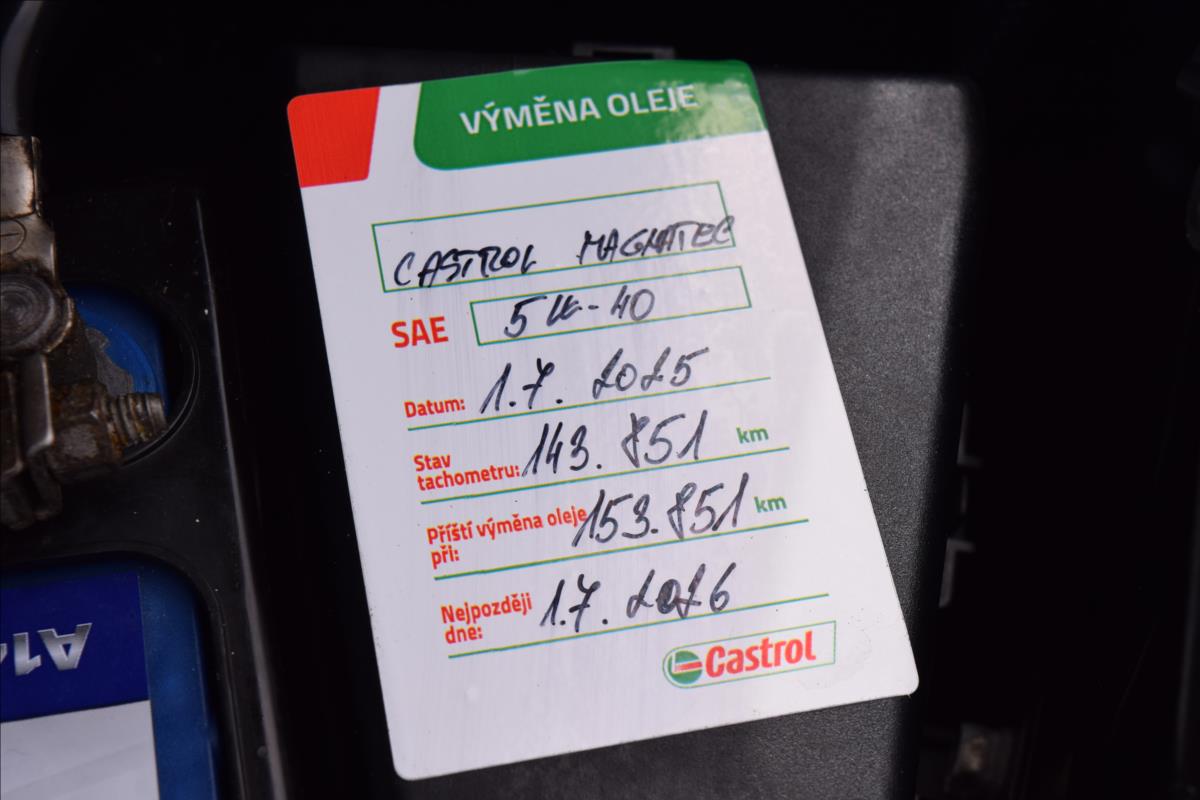 VÝMĚNA OLEJE
CASTROL MAGNATEC
SAE 5W-40
Datum: 1.7. 2025
Stav
tachometru: 143.851 km
Příští výměna oleje
při: 153.851 km
Nejpozději
dne: 1.7. 2026
Castrol